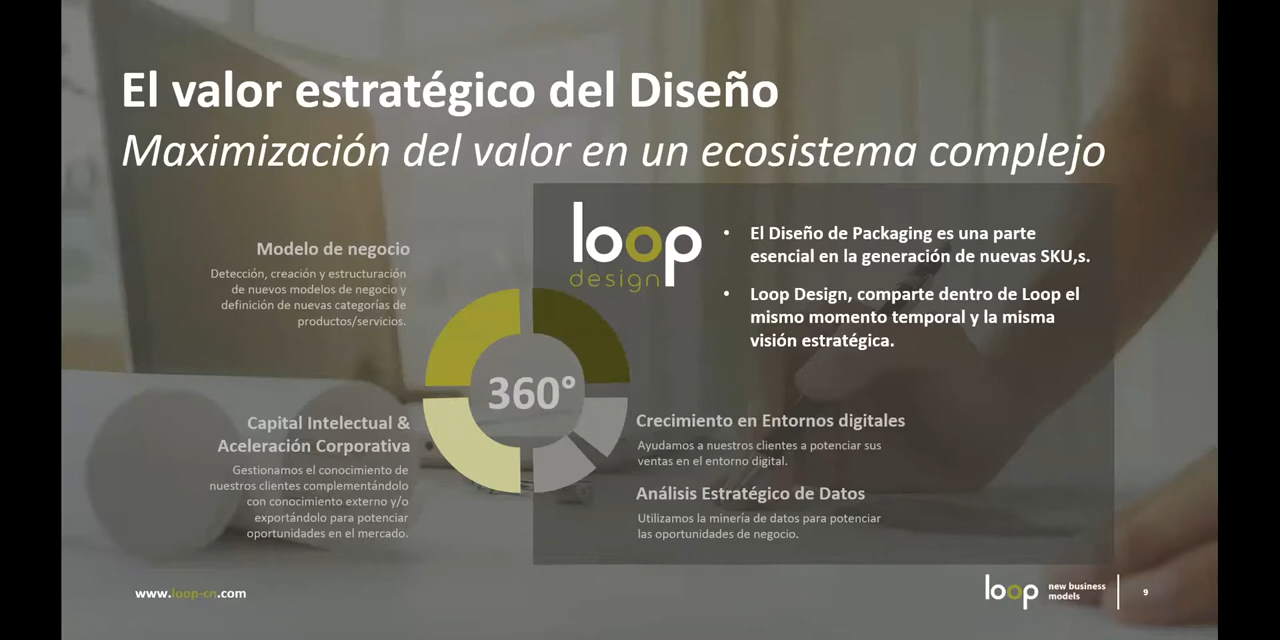 El valor estratégico del Diseño
Maximización del valor en un ecosistema complejo
Modelo de negocio
Detección, creación y estructuración
de nuevos modelos de negocio y
definición de nuevas categorías de
productos/servicios.
loop
design
• El Diseño de Packaging es una parte
esencial en la generación de nuevas SKU,s.
• Loop Design, comparte dentro de Loop el
mismo momento temporal y la misma
visión estratégica.
360°
Capital Intelectual &
Aceleración Corporativa
Gestionamos el conocimiento de
nuestros clientes complementándolo
con conocimiento externo y/o
exportándolo para potenciar
oportunidades en el mercado.
Crecimiento en Entornos digitales
Ayudamos a nuestros clientes a potenciar sus
ventas en el entorno digital.
Análisis Estratégico de Datos
Utilizamos la minería de datos para potenciar
las oportunidades de negocio.
www.loop-cn.com
loop
new business
models
9